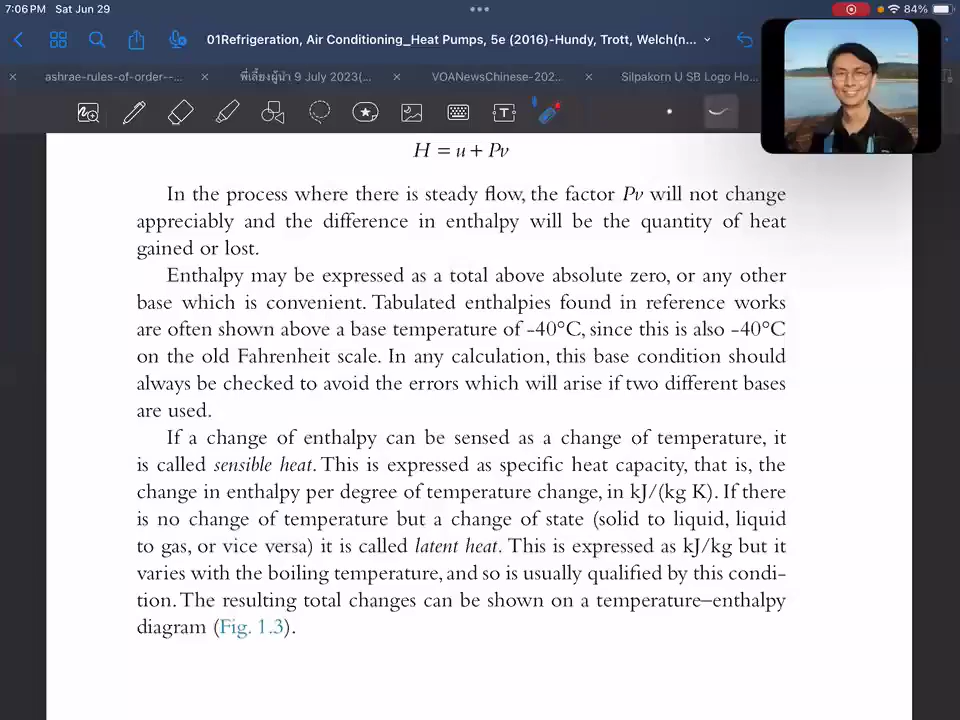 7:06 PM Sat Jun 29
84%
01Refrigeration, Air Conditioning_Heat Pumps, 5e (2016)-Hundy, Trott, Welch(n...
ashrae-rules-of-order--...
พี่เลี้ยงผู้นำ 9 July 2023(...
VOANewsChinese-202...
Silpakorn U SB Logo Ho...
H = u + Pv
In the process where there is steady flow, the factor Pv will not change
appreciably and the difference in enthalpy will be the quantity of heat
gained or lost.
Enthalpy may be expressed as a total above absolute zero, or any other
base which is convenient. Tabulated enthalpies found in reference works
are often shown above a base temperature of -40°C, since this is also -40°C
on the old Fahrenheit scale. In any calculation, this base condition should
always be checked to avoid the errors which will arise if two different bases
are used.
If a change of enthalpy can be sensed as a change of temperature, it
is called sensible heat. This is expressed as specific heat capacity, that is, the
change in enthalpy per degree of temperature change, in kJ/(kg K). If there
is no change of temperature but a change of state (solid to liquid, liquid
to gas, or vice versa) it is called latent heat. This is expressed as kJ/kg but it
varies with the boiling temperature, and so is usually qualified by this condi-
tion. The resulting total changes can be shown on a temperature–enthalpy
diagram (Fig. 1.3).